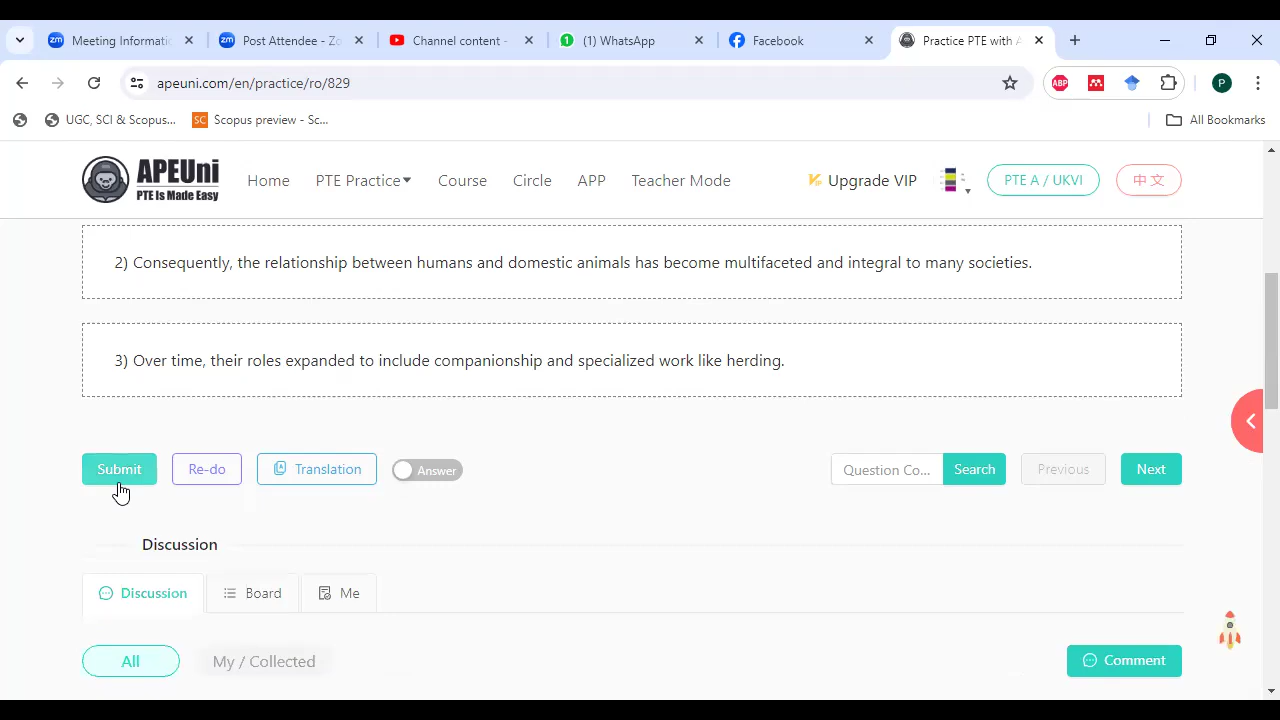 Meeting Informati
Post Attendee - Zo
Channel content -
(1) WhatsApp
Facebook
Practice PTE with A
apeuni.com/en/practice/ro/829
ABP
P
UGC, SCI & Scopus...
SC Scopus preview - Sc...
All Bookmarks
APEUni
PTE Is Made Easy
Home
PTE Practice
Course
Circle
APP
Teacher Mode
Upgrade VIP
PTE A / UKVI
中 文
2) Consequently, the relationship between humans and domestic animals has become multifaceted and integral to many societies.
3) Over time, their roles expanded to include companionship and specialized work like herding.
Submit
Re-do
Translation
Answer
Question Co...
Search
Previous
Next
Discussion
Discussion
Board
Me
All
My / Collected
Comment